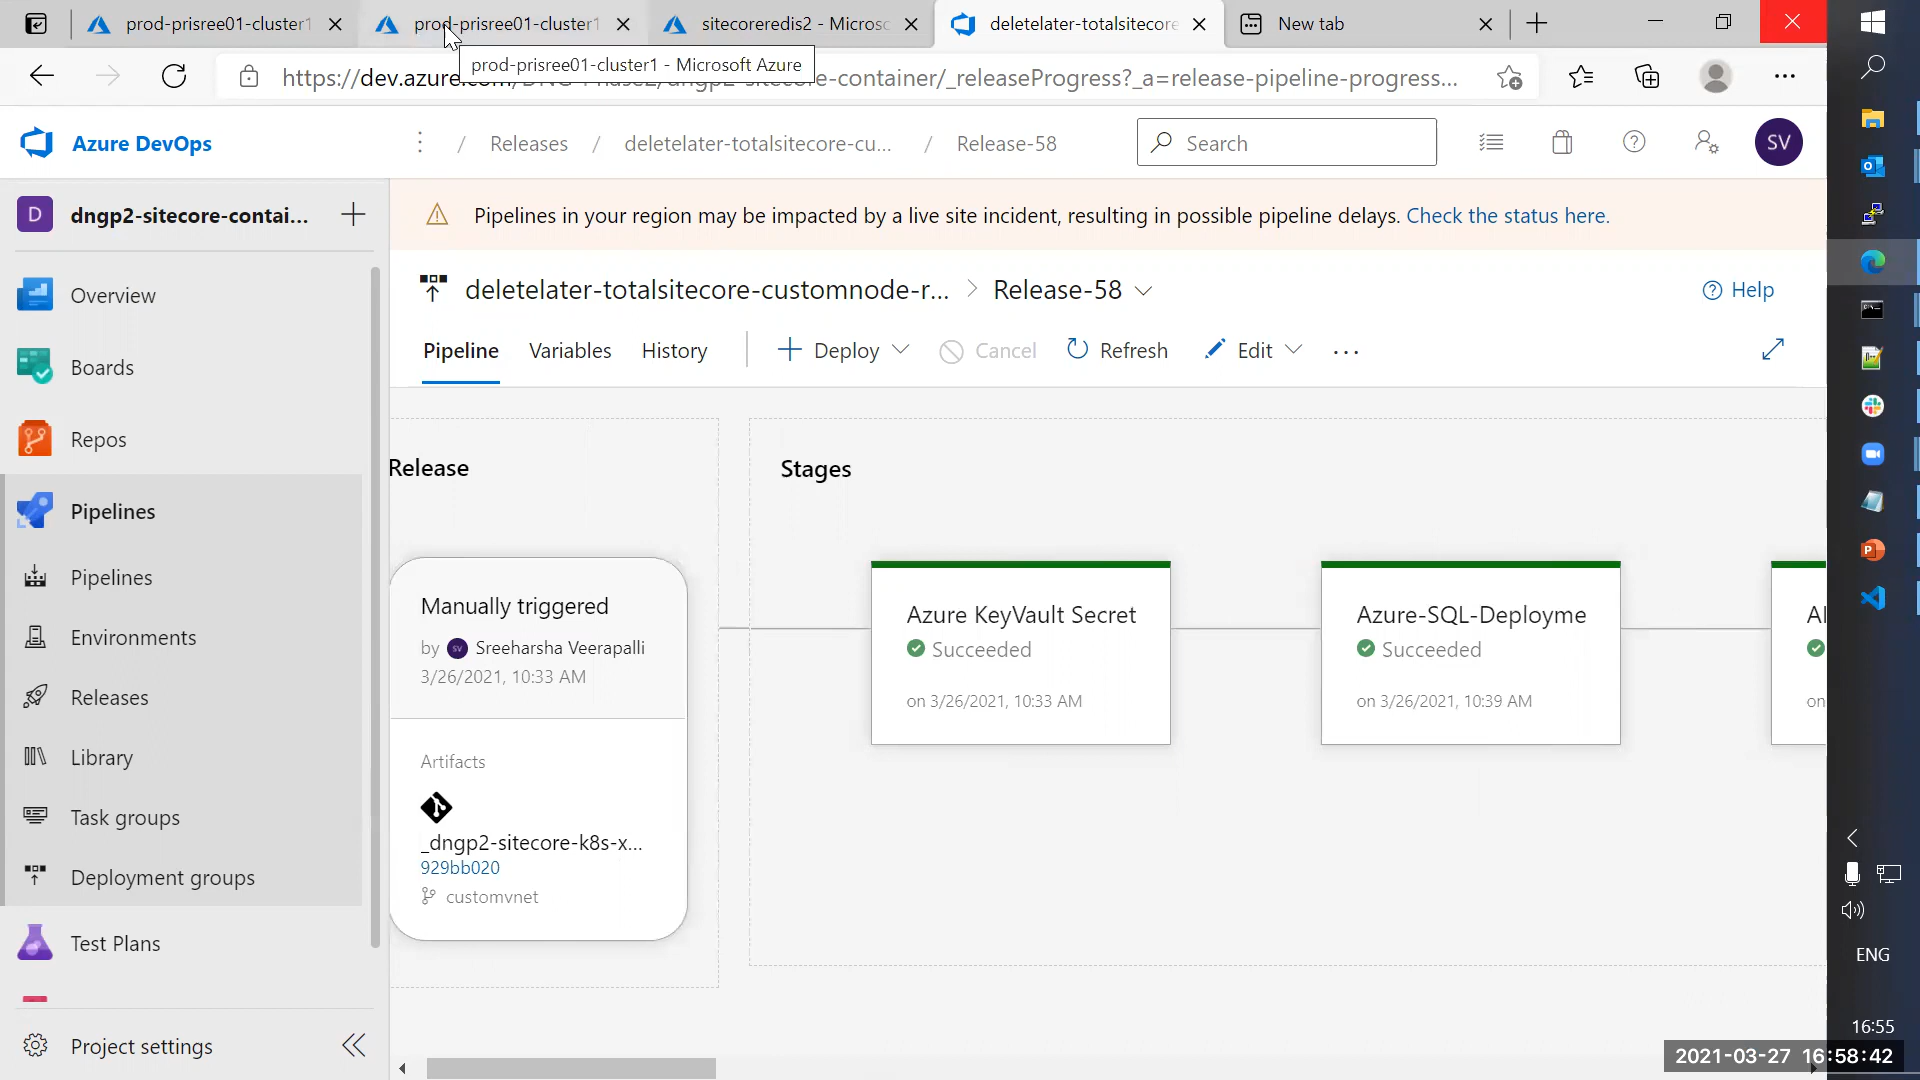 prod-prisree01-cluster1
prod-prisree01-cluster1
sitecoreredis2 - Microsc
deletelater-totalsitecore
New tab
prod-prisree01-cluster1 - Microsoft Azure
https://dev.azure.com/DNG-Phase2/dngp2-sitecore-container/_releaseProgress?_a=release-pipeline-progress...
Azure DevOps
/ Releases / deletelater-totalsitecore-cu... / Release-58
Search
SV
D dngp2-sitecore-contai...
Pipelines in your region may be impacted by a live site incident, resulting in possible pipeline delays. Check the status here.
Overview
Boards
Repos
Pipelines
Pipelines
Environments
Releases
Library
Task groups
Deployment groups
Test Plans
Project settings
deletelater-totalsitecore-customnode-r... > Release-58
Help
Pipeline Variables History
Deploy Cancel Refresh Edit
Release
Stages
Manually triggered
by SV Sreeharsha Veerapalli
3/26/2021, 10:33 AM
Artifacts
_dngp2-sitecore-k8s-x...
929bb020
customvnet
Azure KeyVault Secret
Succeeded
on 3/26/2021, 10:33 AM
Azure-SQL-Deployme
Succeeded
on 3/26/2021, 10:39 AM
on
ENG
16:55
2021-03-27 16:58:42